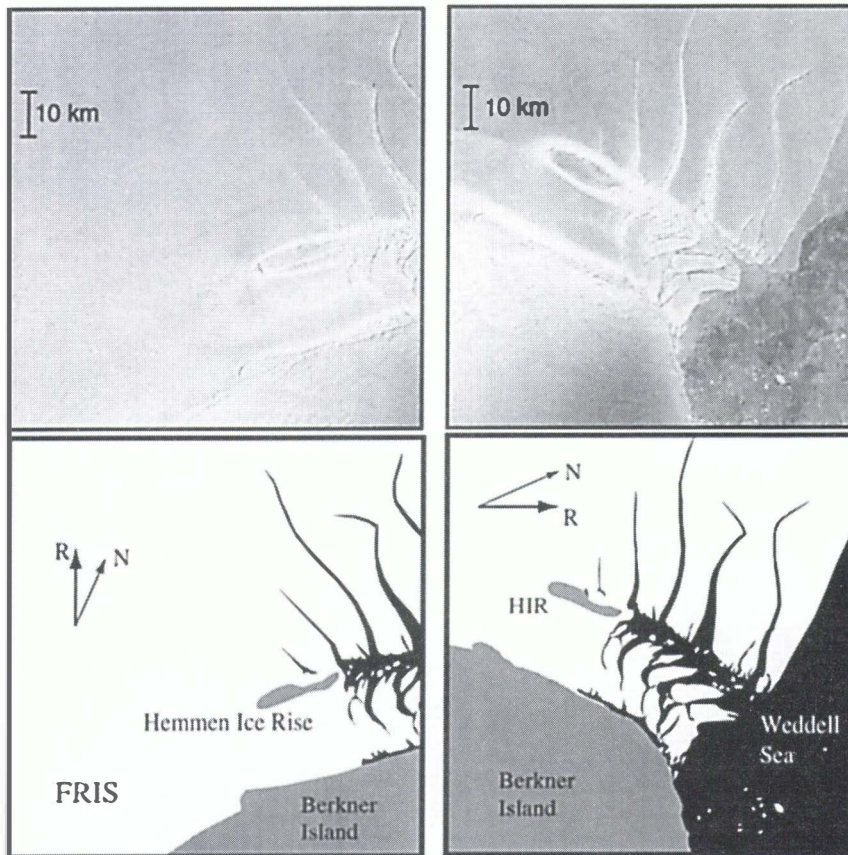 10 km
10 km
R
N
Hemmen Ice Rise
FRIS
Berkner
Island
N
R
HIR
Weddell
Sea
Berkner
Island